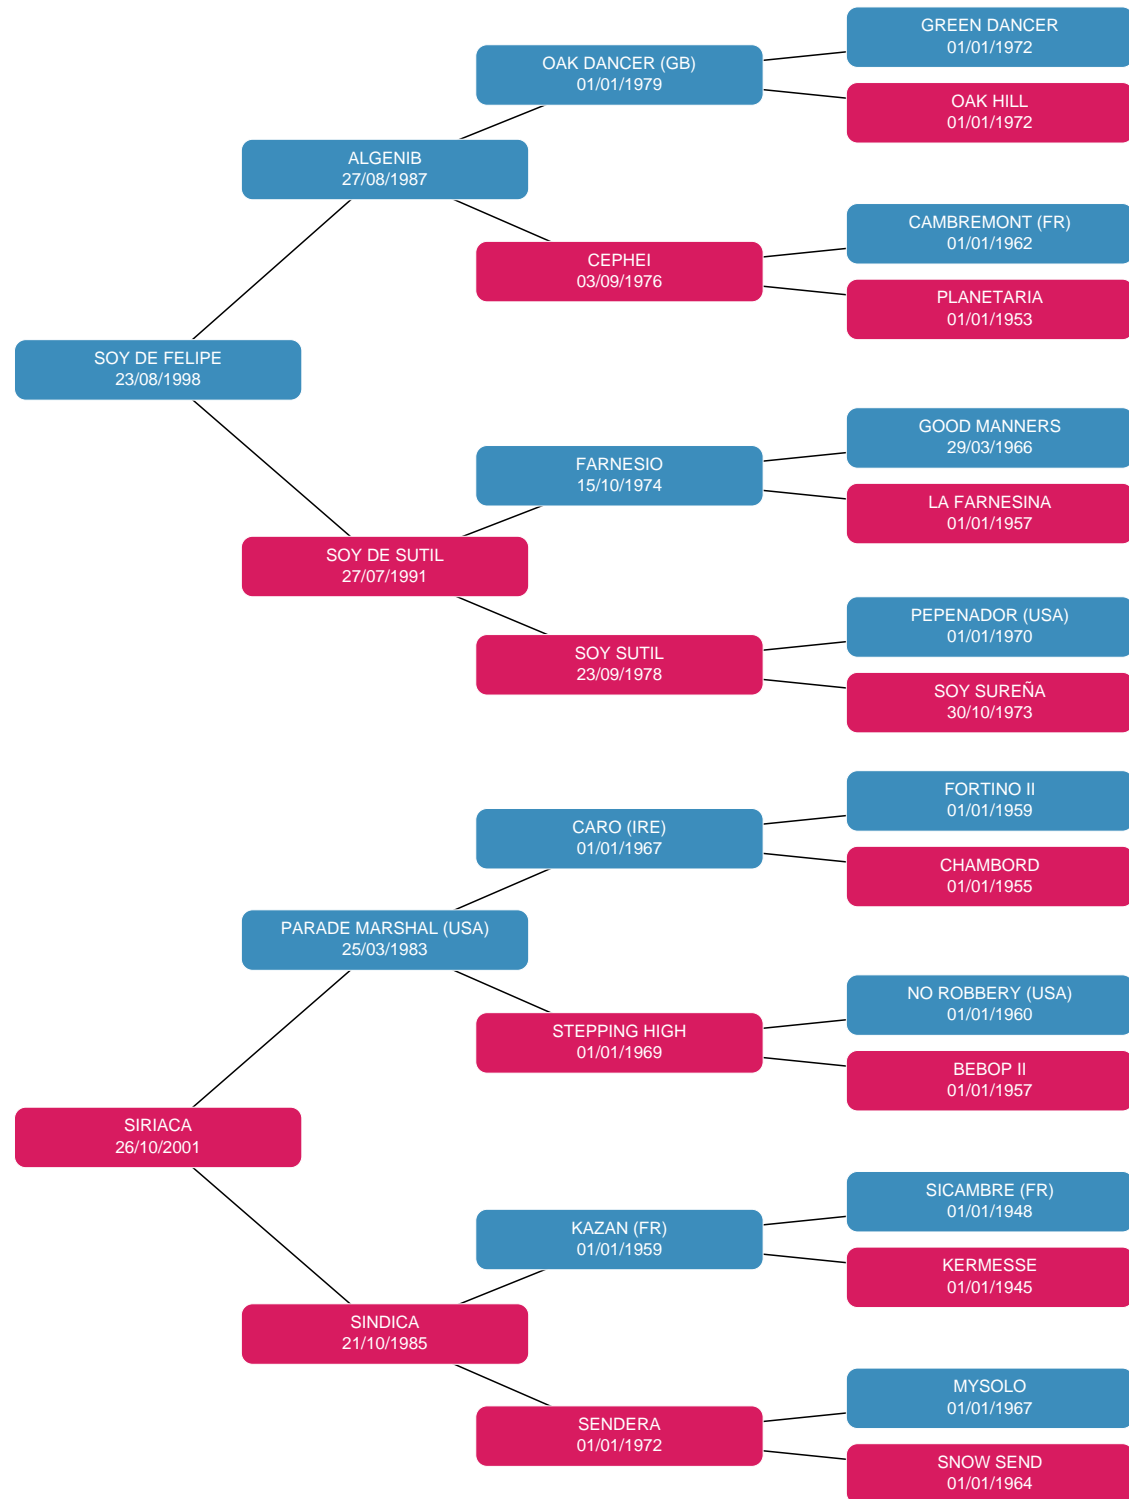 GREEN DANCER
01/01/1972
OAK DANCER (GB)
01/01/1979
OAK HILL
01/01/1972
ALGENIB
27/08/1987
CAMBREMONT (FR)
01/01/1962
CEPHEI
03/09/1976
PLANETARIA
01/01/1953
SOY DE FELIPE
23/08/1998
GOOD MANNERS
29/03/1966
FARNESIO
15/10/1974
LA FARNESINA
01/01/1957
SOY DE SUTIL
27/07/1991
PEPENADOR (USA)
01/01/1970
SOY SUTIL
23/09/1978
SOY SUREÑA
30/10/1973
FORTINO II
01/01/1959
CARO (IRE)
01/01/1967
CHAMBORD
01/01/1955
PARADE MARSHAL (USA)
25/03/1983
NO ROBBERY (USA)
01/01/1960
STEPPING HIGH
01/01/1969
BEBOP II
01/01/1957
SIRIACA
26/10/2001
SICAMBRE (FR)
01/01/1948
KAZAN (FR)
01/01/1959
KERMESSE
01/01/1945
SINDICA
21/10/1985
MYSOLO
01/01/1967
SENDERA
01/01/1972
SNOW SEND
01/01/1964